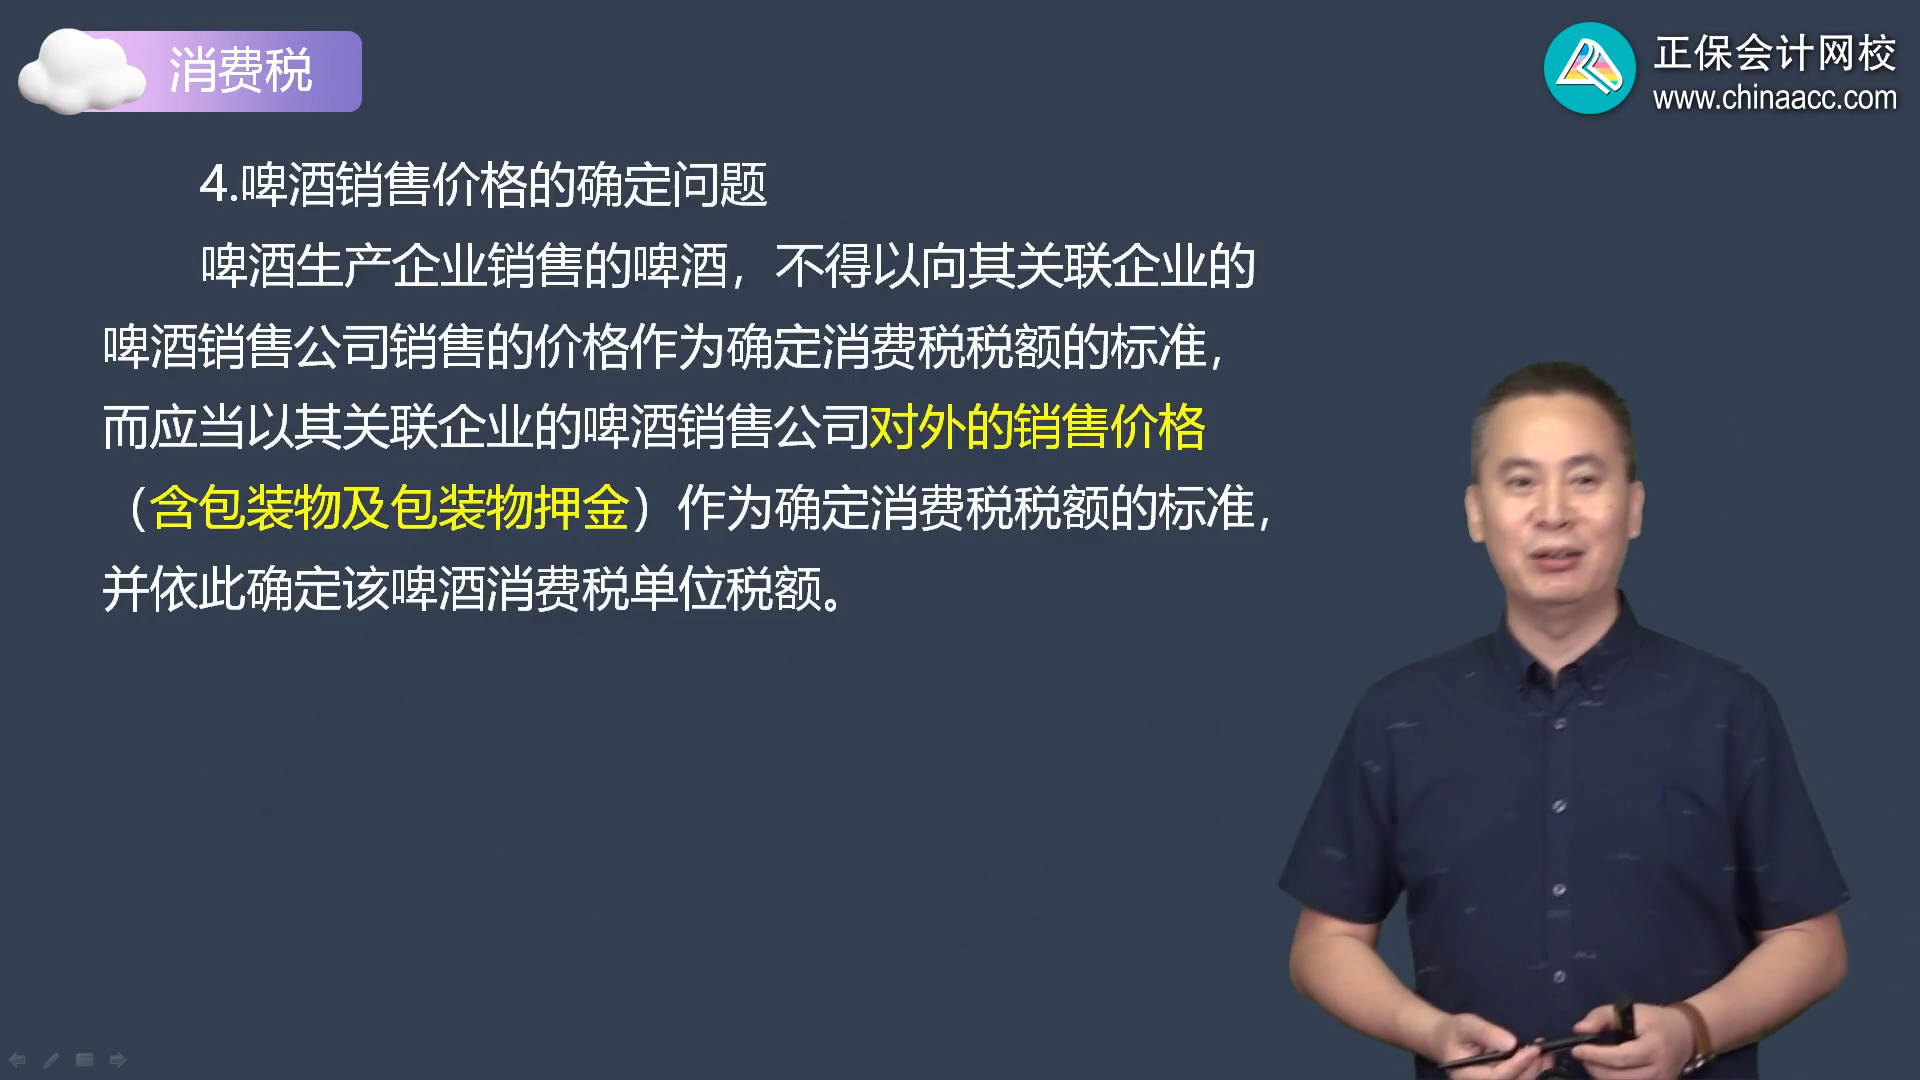 消费税
正保会计网校
www.chinaacc.com
4.啤酒销售价格的确定问题
啤酒生产企业销售的啤酒，不得以向其关联企业的
啤酒销售公司销售的价格作为确定消费税税额的标准，
而应当以其关联企业的啤酒销售公司对外的销售价格
（含包装物及包装物押金）作为确定消费税税额的标准，
并依此确定该啤酒消费税单位税额。